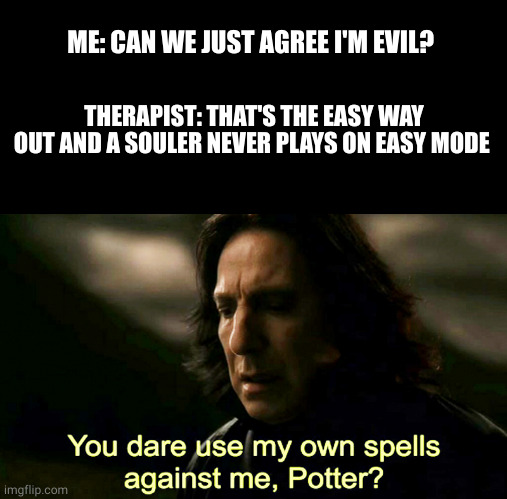 ME: CAN WE JUST AGREE I'M EVIL?
THERAPIST: THAT'S THE EASY WAY
OUT AND A SOULER NEVER PLAYS ON EASY MODE
You dare use my own spells
against me, Potter?
imgflip.com